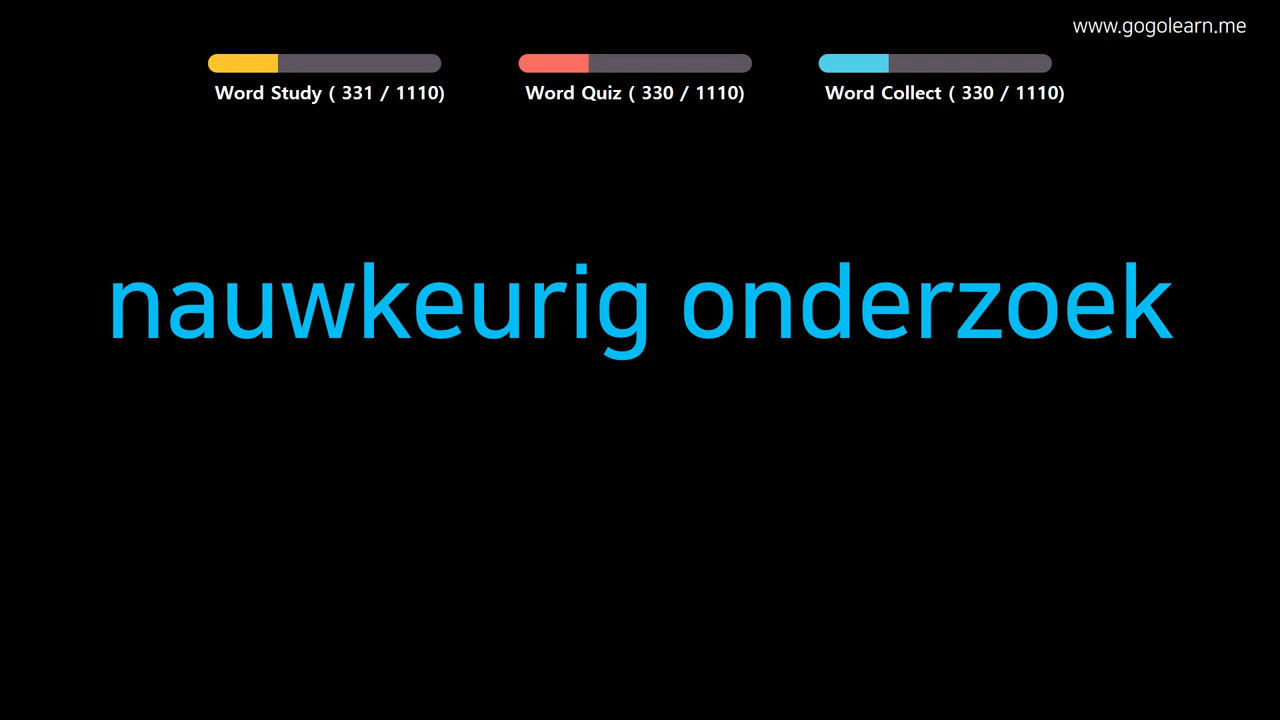 www.gogolearn.me
Word Study ( 331 / 1110)
Word Quiz ( 330 / 1110)
Word Collect ( 330 / 1110)
nauwkeurig onderzoek